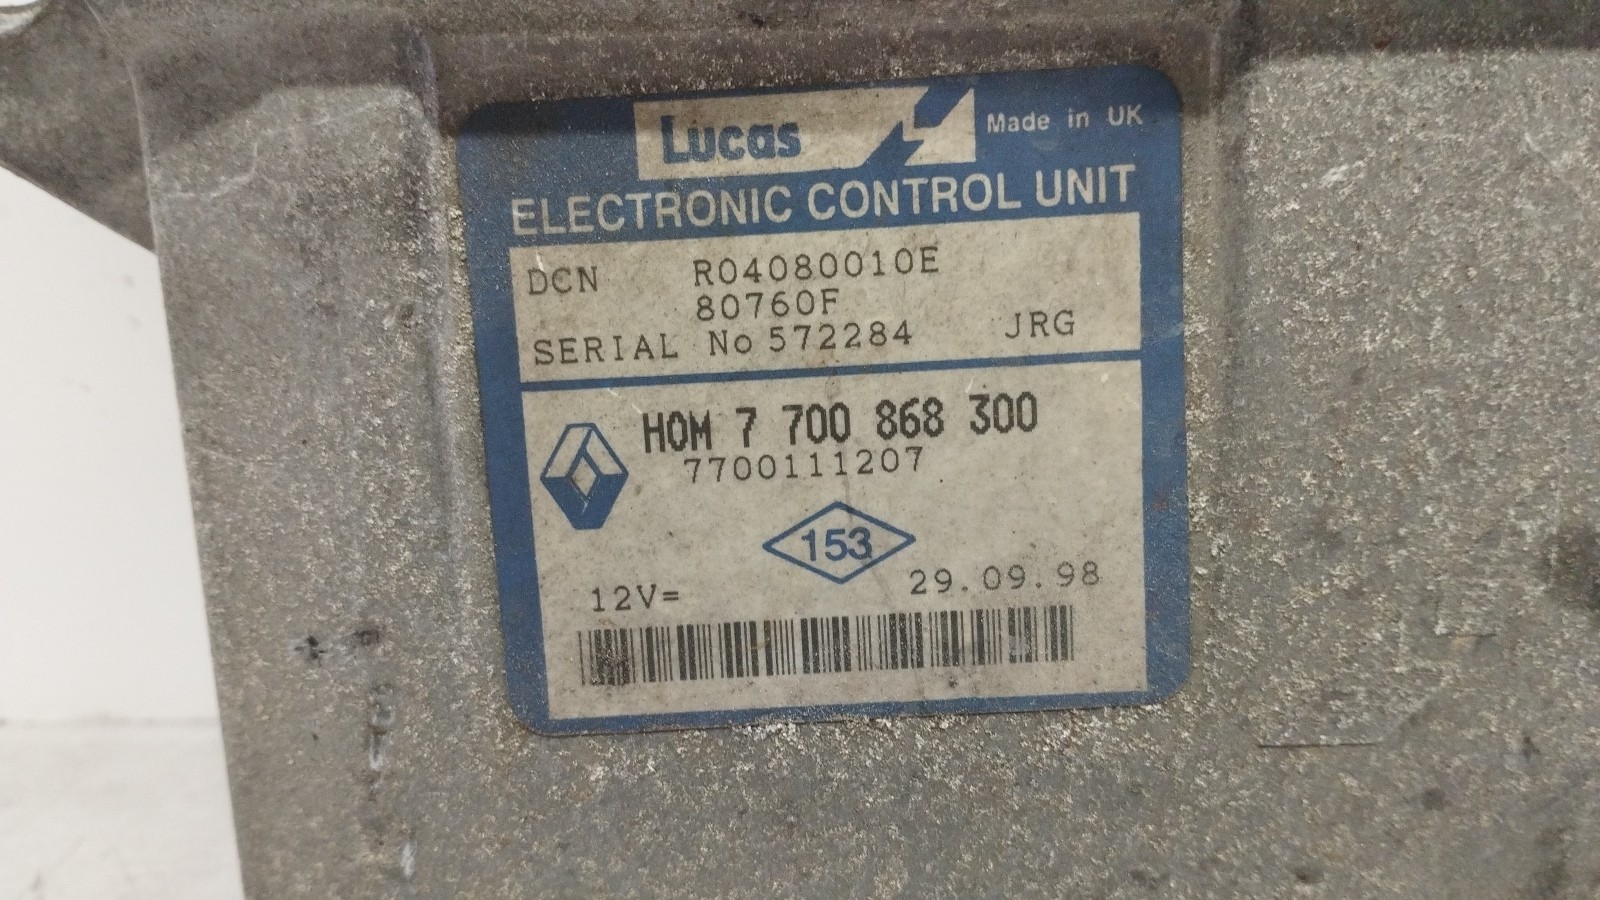 Lucas
Made in UK
ELECTRONIC CONTROL UNIT
DCN R04080010E
80760F
SERIAL No 572284 JRG
HOM 7 700 868 300
7700111207
153
12V= 29.09.98